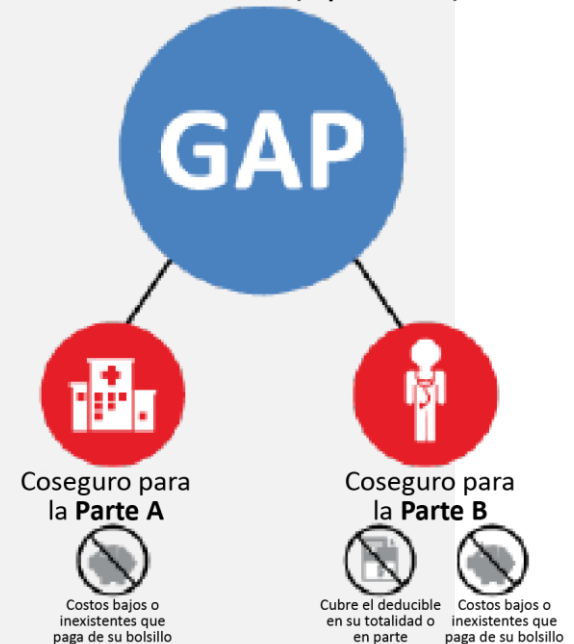 GAP
Coseguro para
la Parte A
Costos bajos o
inexistentes que
paga de su bolsillo
Coseguro para
la Parte B
Cubre el deducible
en su totalidad o
en parte
Costos bajos o
inexistentes que
paga de su bolsillo